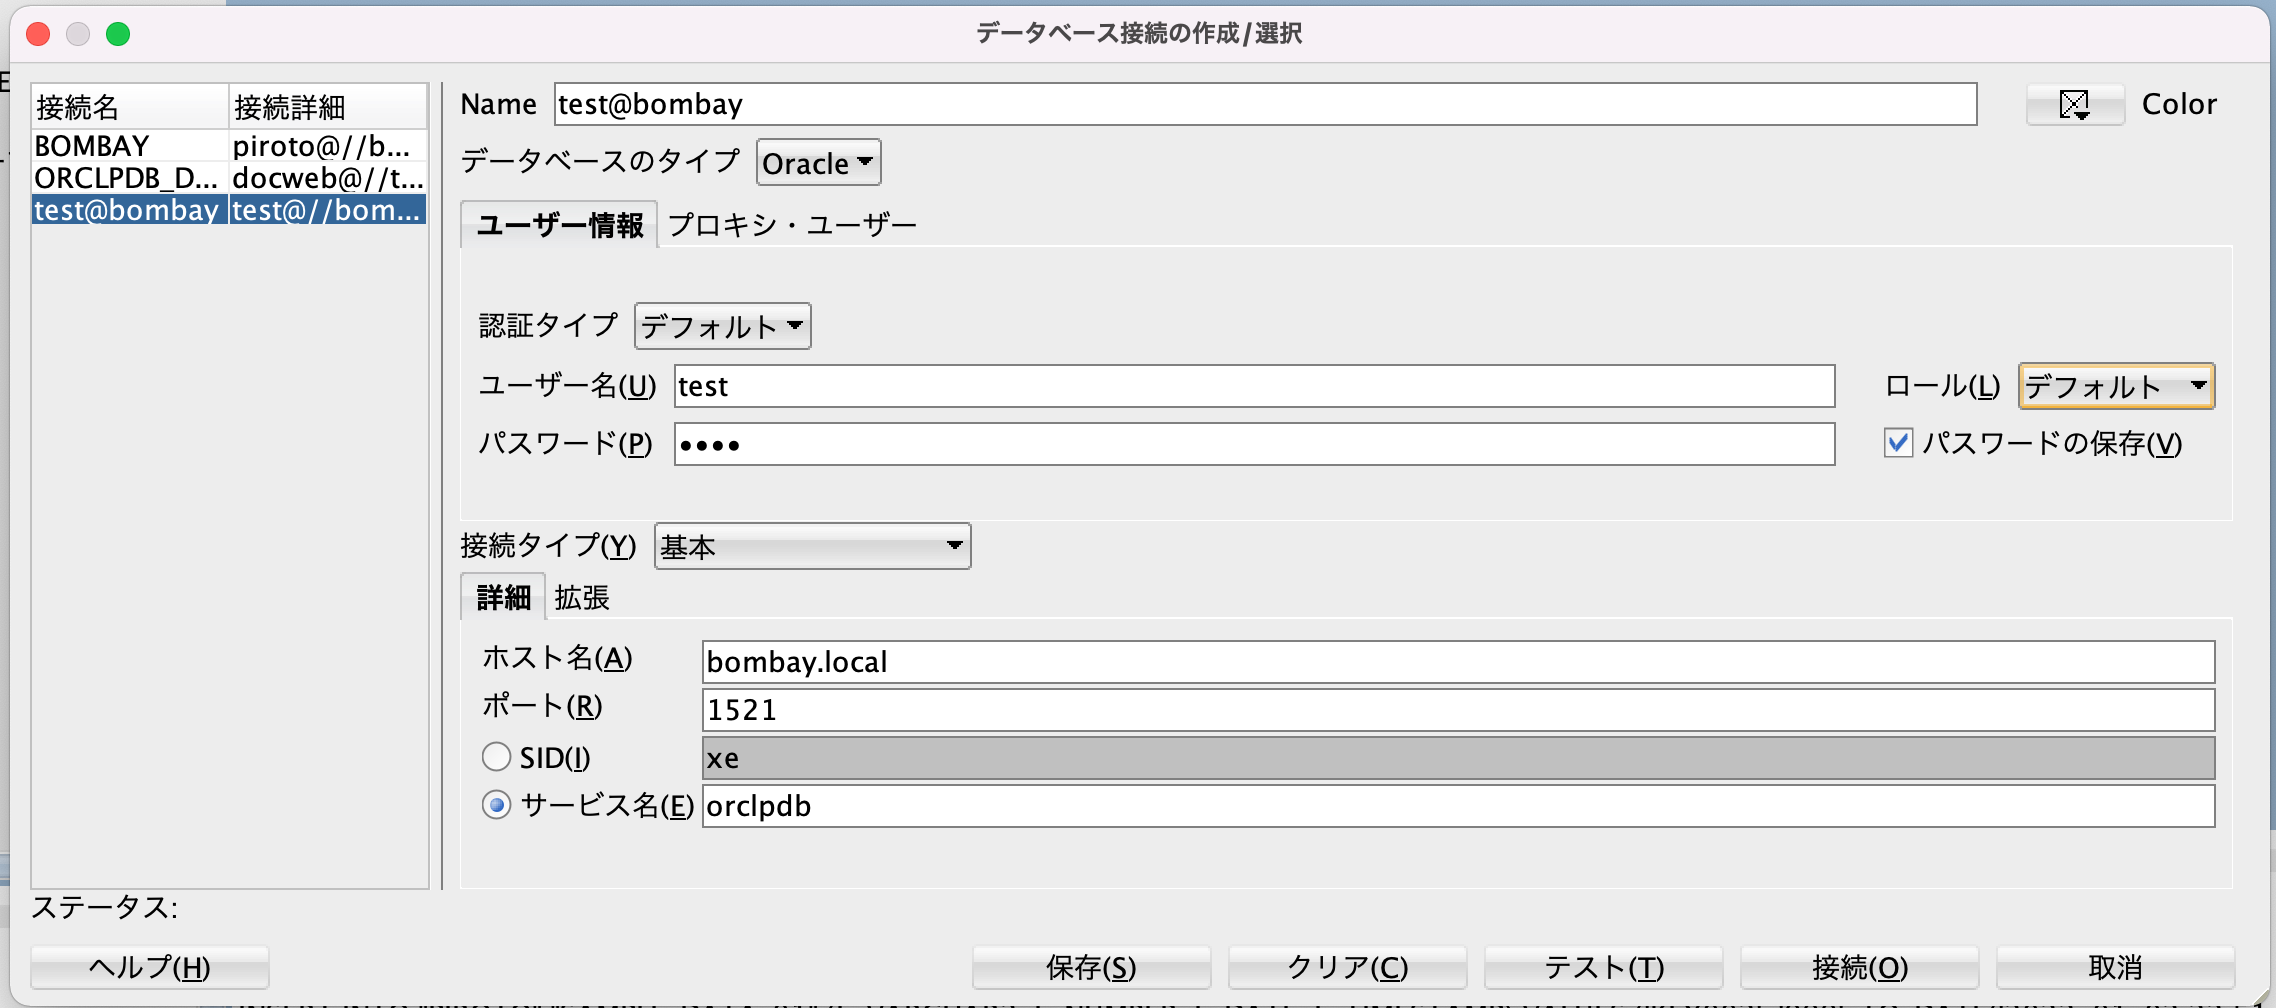 データベース接続の作成/選択
接続名 接続詳細
BOMBAY piroto@//b...
ORCLPDB_D... docweb@//t...
test@bombay test@//bom...
Name test@bombay Color
データベースのタイプ Oracle
ユーザー情報 プロキシ・ユーザー
認証タイプ デフォルト
ユーザー名(U) test ロール(L) デフォルト
パスワード(P) •••• パスワードの保存(V)
接続タイプ(Y) 基本
詳細 拡張
ホスト名(A) bombay.local
ポート(R) 1521
SID(I) xe
サービス名(E) orclpdb
ステータス:
ヘルプ(H) 保存(S) クリア(C) テスト(T) 接続(O) 取消